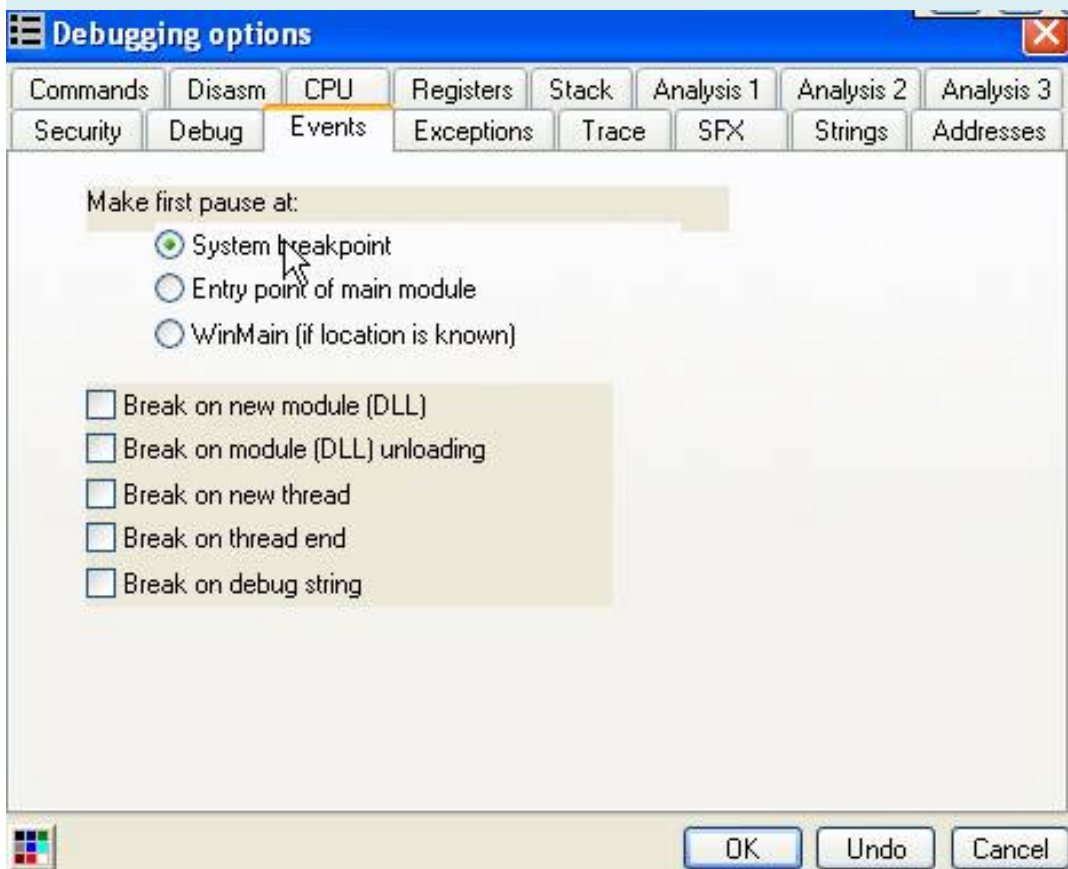 Debugging options
Commands Disasm CPU Registers Stack Analysis 1 Analysis 2 Analysis 3
Security Debug Events Exceptions Trace SFX Strings Addresses
Make first pause at:
System breakpoint
Entry point of main module
WinMain (if location is known)
Break on new module (DLL)
Break on module (DLL) unloading
Break on new thread
Break on thread end
Break on debug string
OK Undo Cancel